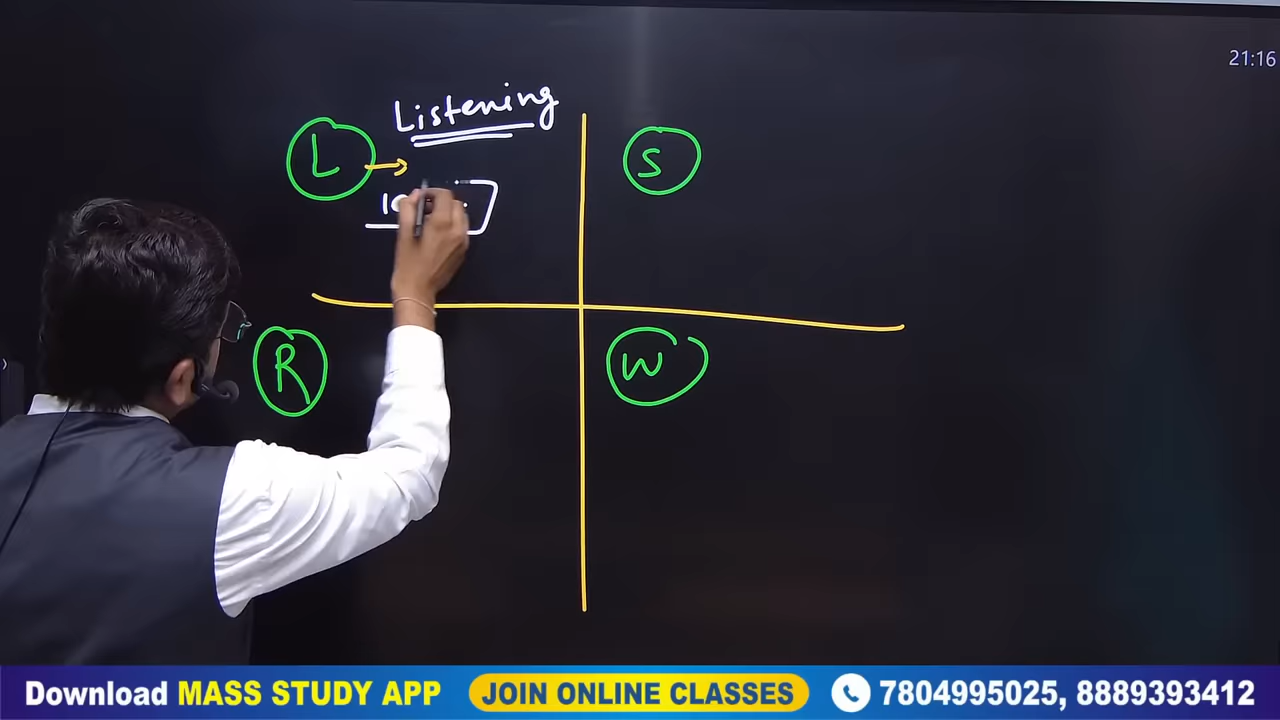 21:16
Listening
L
S
R
W
Download MASS STUDY APP JOIN ONLINE CLASSES 7804995025, 8889393412